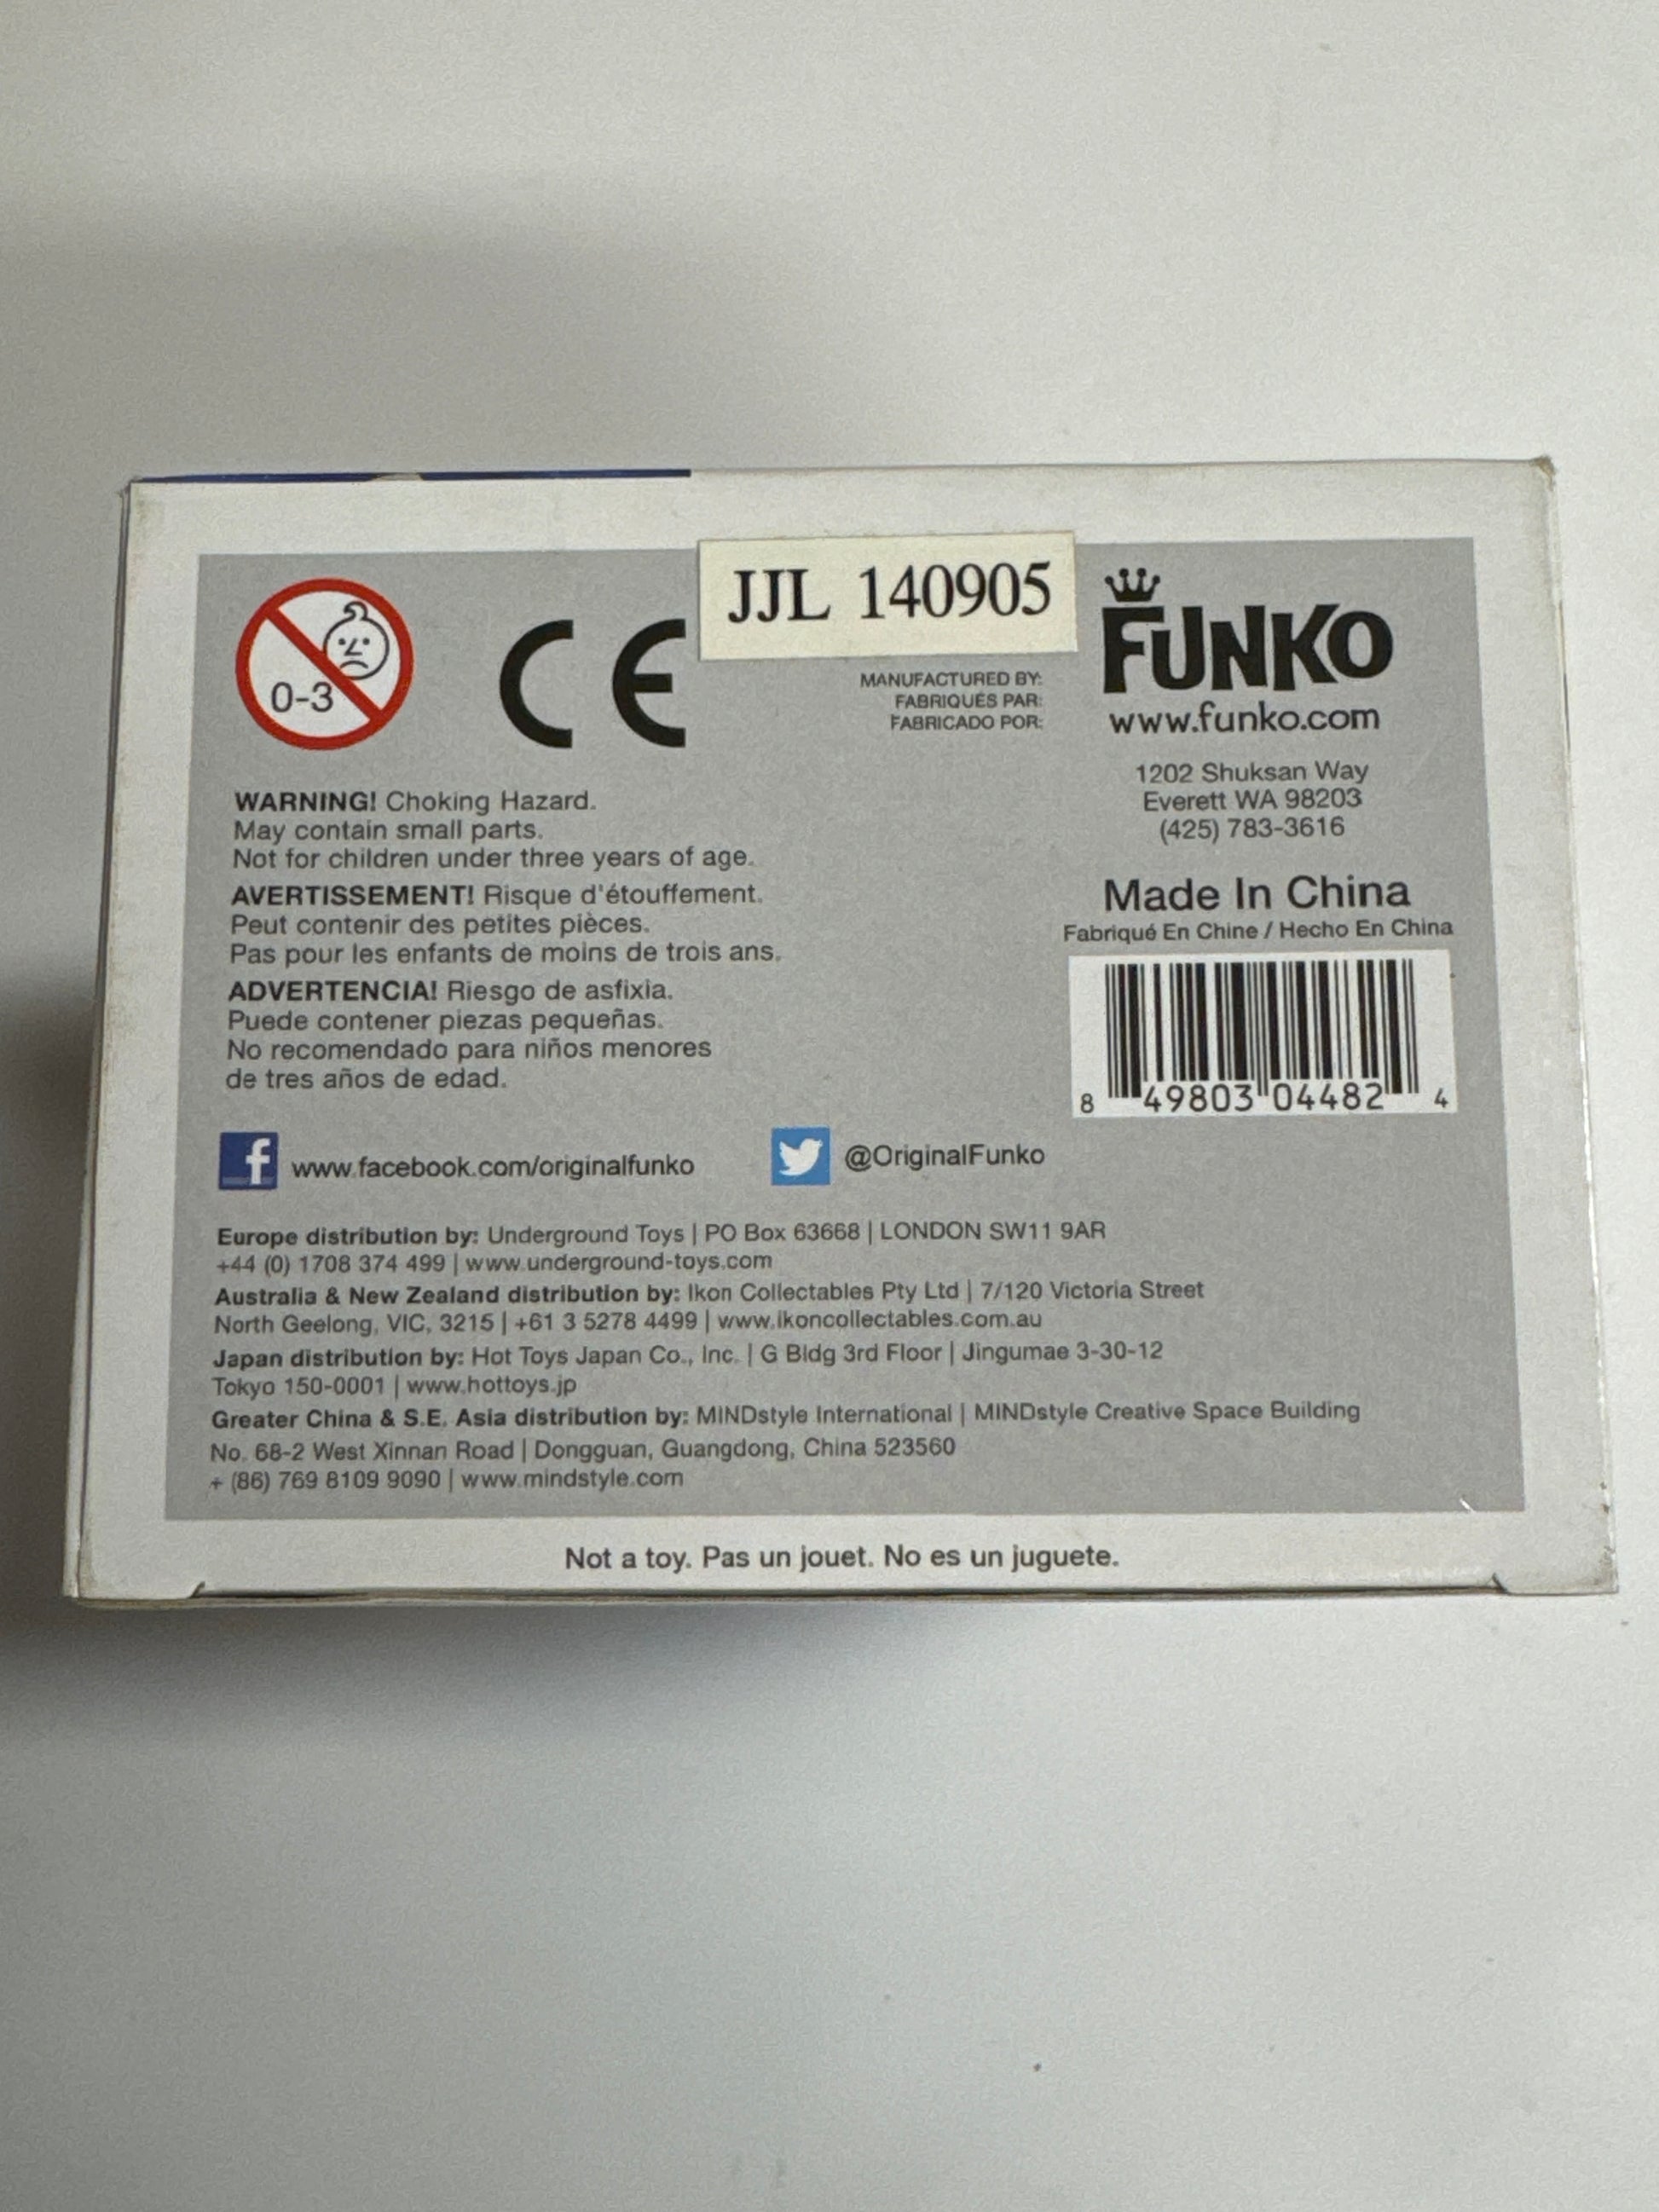 JJL 140905
0-3
CE
MANUFACTURED BY:
FABRIQUÉS PAR:
FABRICADO POR:
FUNKO
www.funko.com
1202 Shuksan Way
Everett WA 98203
(425) 783-3616
WARNING! Choking Hazard.
May contain small parts.
Not for children under three years of age.
AVERTISSEMENT! Risque d'étouffement.
Peut contenir des petites pièces.
Pas pour les enfants de moins de trois ans.
ADVERTENCIA! Riesgo de asfixia.
Puede contener piezas pequeñas.
No recomendado para niños menores
de tres años de edad.
Made In China
Fabriqué En Chine / Hecho En China
8 49803 04482 4
f www.facebook.com/originalfunko
@OriginalFunko
Europe distribution by: Underground Toys | PO Box 63668 | LONDON SW11 9AR
+44 (0) 1708 374 499 | www.underground-toys.com
Australia & New Zealand distribution by: Ikon Collectables Pty Ltd | 7/120 Victoria Street
North Geelong, VIC, 3215 | +61 3 5278 4499 | www.ikoncollectables.com.au
Japan distribution by: Hot Toys Japan Co., Inc. | G Bldg 3rd Floor | Jingumae 3-30-12
Tokyo 150-0001 | www.hottoys.jp
Greater China & S.E. Asia distribution by: MINDstyle International | MINDstyle Creative Space Building
No. 68-2 West Xinnan Road | Dongguan, Guangdong, China 523560
+ (86) 769 8109 9090 | www.mindstyle.com
Not a toy. Pas un jouet. No es un juguete.